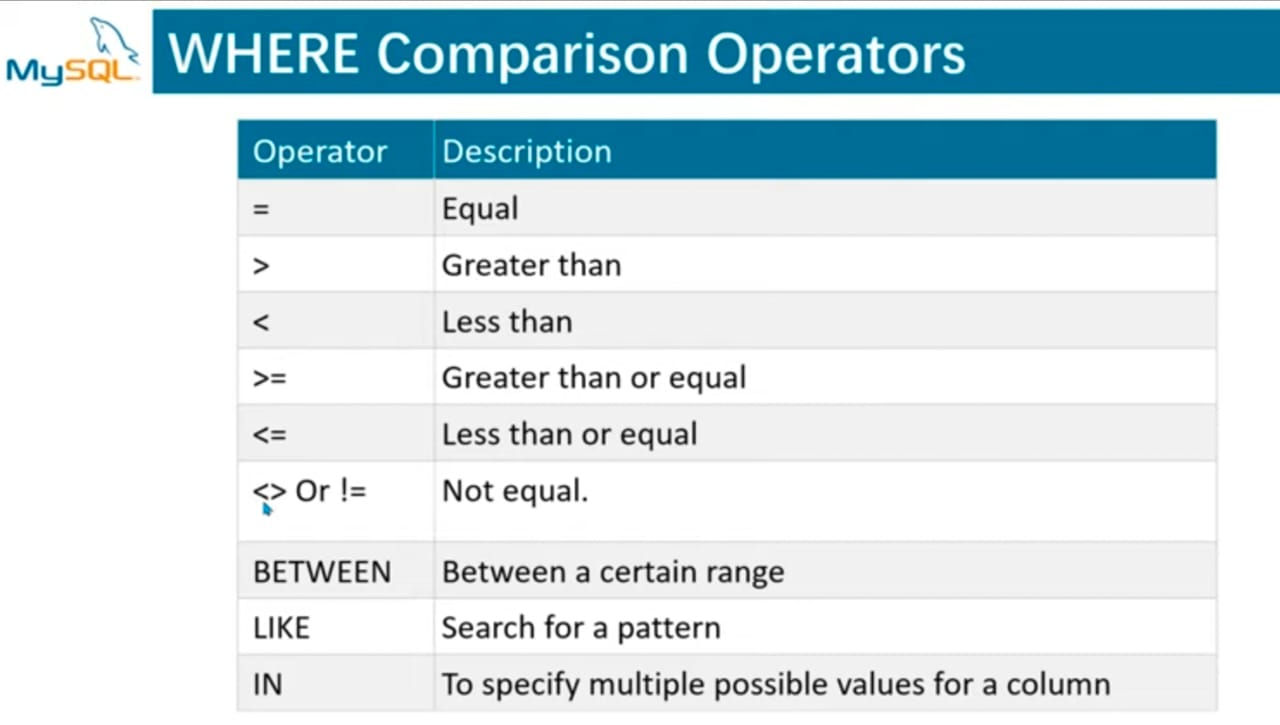 MySQL
WHERE Comparison Operators
Operator Description
= Equal
> Greater than
< Less than
>= Greater than or equal
<= Less than or equal
<> Or != Not equal.
BETWEEN Between a certain range
LIKE Search for a pattern
IN To specify multiple possible values for a column